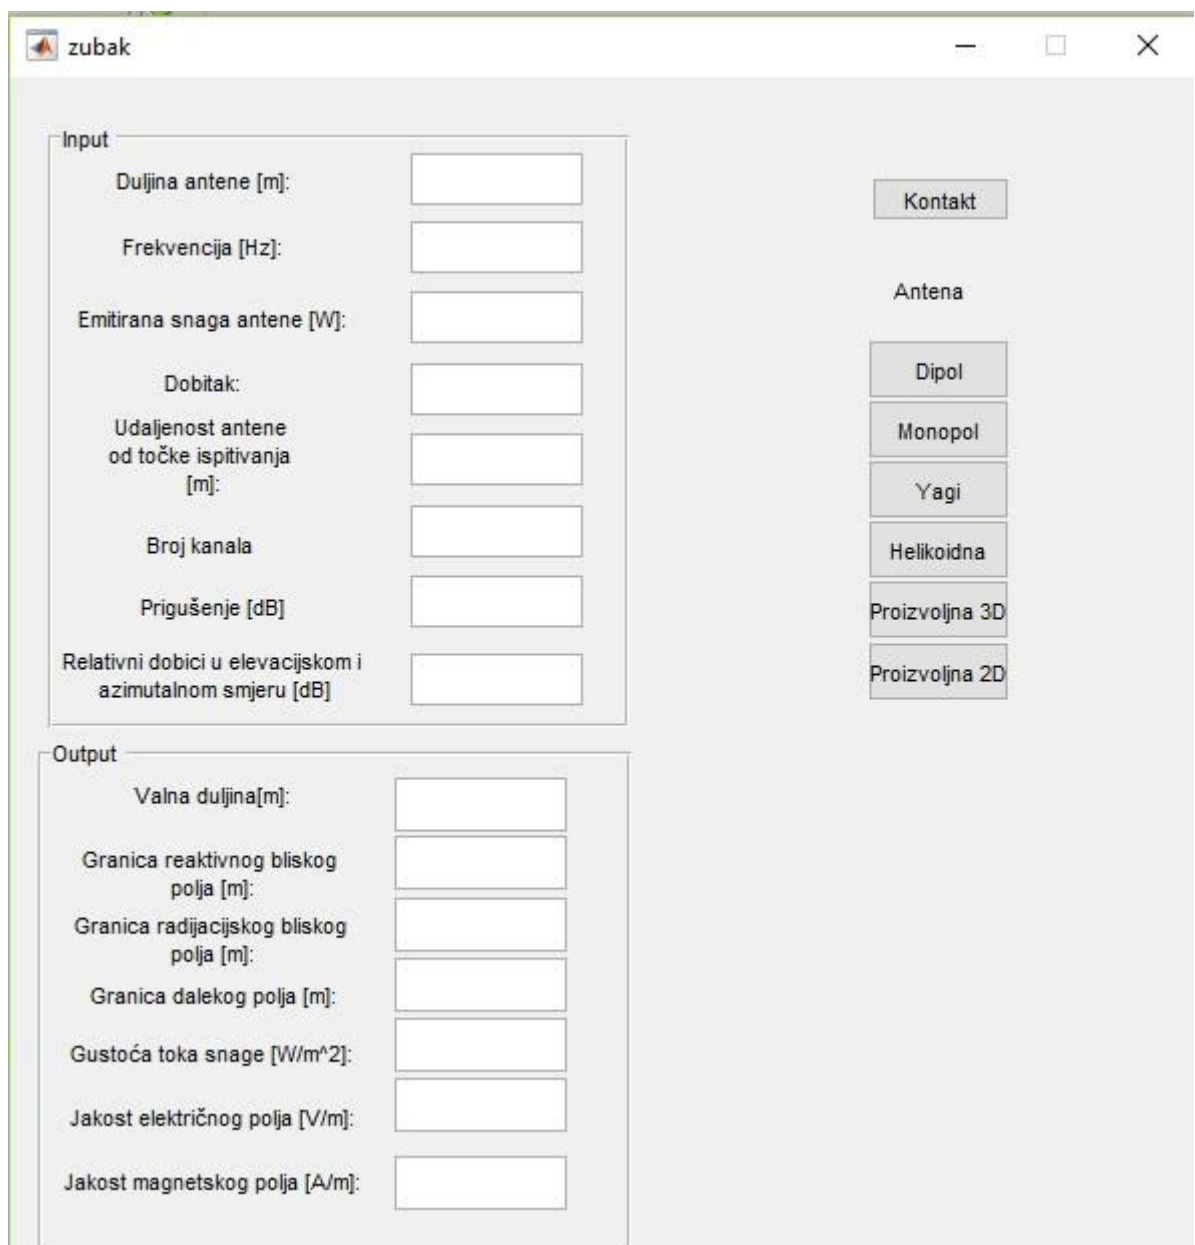 zubak
Input
Duljina antene [m]:
Frekvencija [Hz]:
Emitirana snaga antene [W]:
Dobitak:
Udaljenost antene
od točke ispitivanja
[m]:
Broj kanala
Prigušenje [dB]
Relativni dobici u elevacijskom i
azimutalnom smjeru [dB]
Kontakt
Antena
Dipol
Monopol
Yagi
Helikoidna
Proizvoljna 3D
Proizvoljna 2D
Output
Valna duljina[m]:
Granica reaktivnog bliskog
polja [m]:
Granica radijacijskog bliskog
polja [m]:
Granica dalekog polja [m]:
Gustoća toka snage [W/m^2]:
Jakost električnog polja [V/m]:
Jakost magnetskog polja [A/m]: